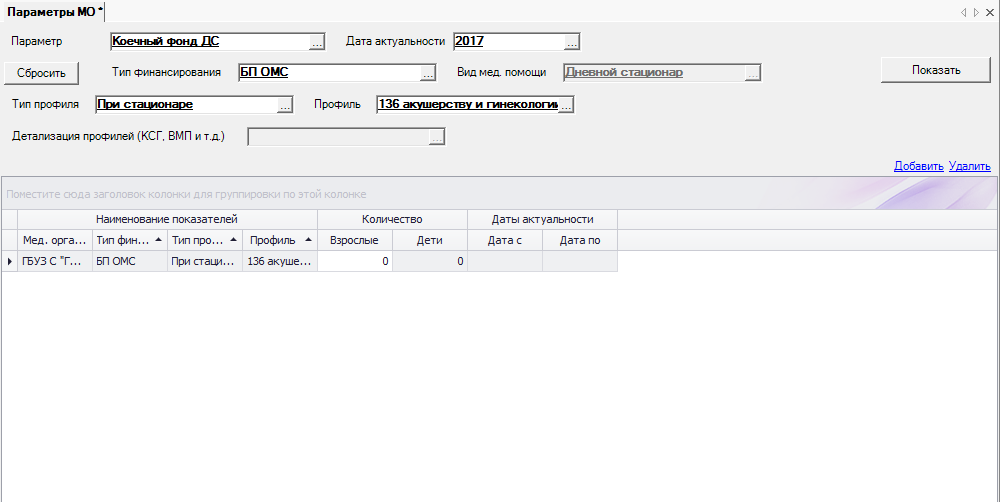 Параметры МО *
Параметр Коечный фонд ДС ... Дата актуальности 2017 ...
Сбросить Тип финансирования БП ОМС ... Вид мед. помощи Дневной стационар ... Показать
Тип профиля При стационаре ... Профиль 136 акушерству и гинекологии ...
Детализация профилей (КСГ, ВМП и т.д.) ...
Добавить Удалить
Поместите сюда заголовок колонки для группировки по этой колонке
Наименование показателей Количество Даты актуальности
Мед. орга... Тип фин... Тип про... Профиль Взрослые Дети Дата с Дата по
ГБУЗ С "Г... БП ОМС При стаци... 136 акуше... 0 0